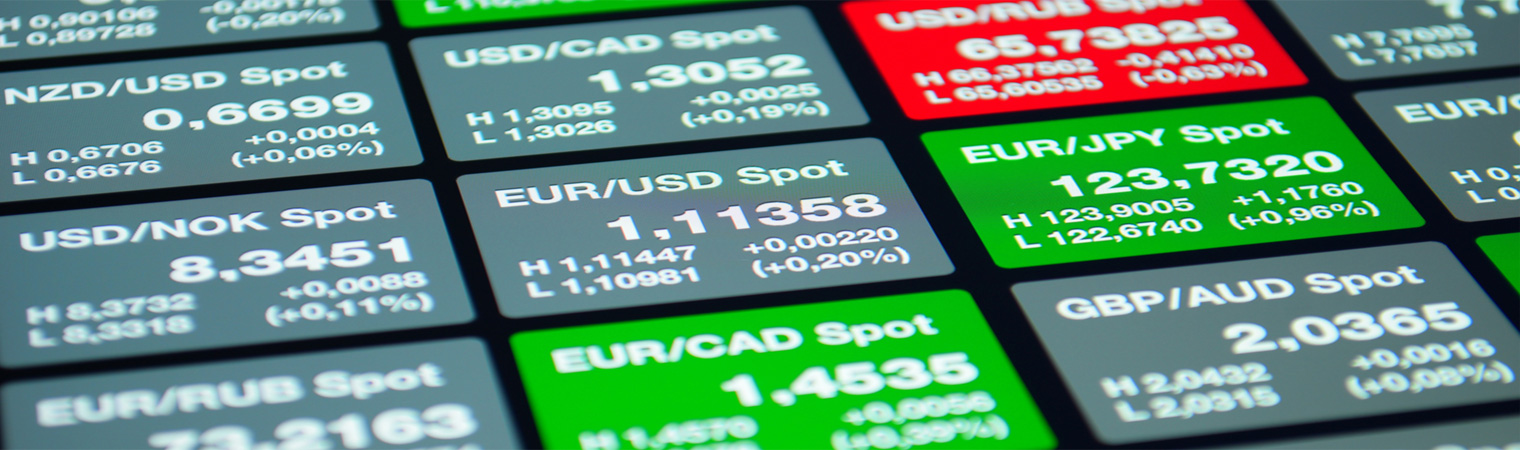 H 0,90106
L 0,89728
(-0,20%)
NZD/USD Spot
0,6699
H 0,6706 +0,0004
L 0,6676 (+0,06%)
USD/NOK Spot
8,3451
H 8,3732 +0,0088
L 8,3318 (+0,11%)
EUR/RUB Spot
73,2163
USD/CAD Spot
1,3052
H 1,3095 +0,0025
L 1,3026 (+0,19%)
EUR/USD Spot
1,11358
H 1,11447 +0,00220
L 1,10981 (+0,20%)
EUR/CAD Spot
1,4535
H 1,4570 +0,0056
(+0,39%)
USD/RUB Spot
65,73825
H 66,37562 -0,41410
L 65,60535 (-0,63%)
EUR/JPY Spot
123,7320
H 123,9005 +1,1760
L 122,6740 (+0,96%)
GBP/AUD Spot
2,0365
H 2,0432 +0,0016
L 2,0315 (+0,08%)
H 7,7695
L 7,7657
EUR/
H 0,
L 0,
Spot